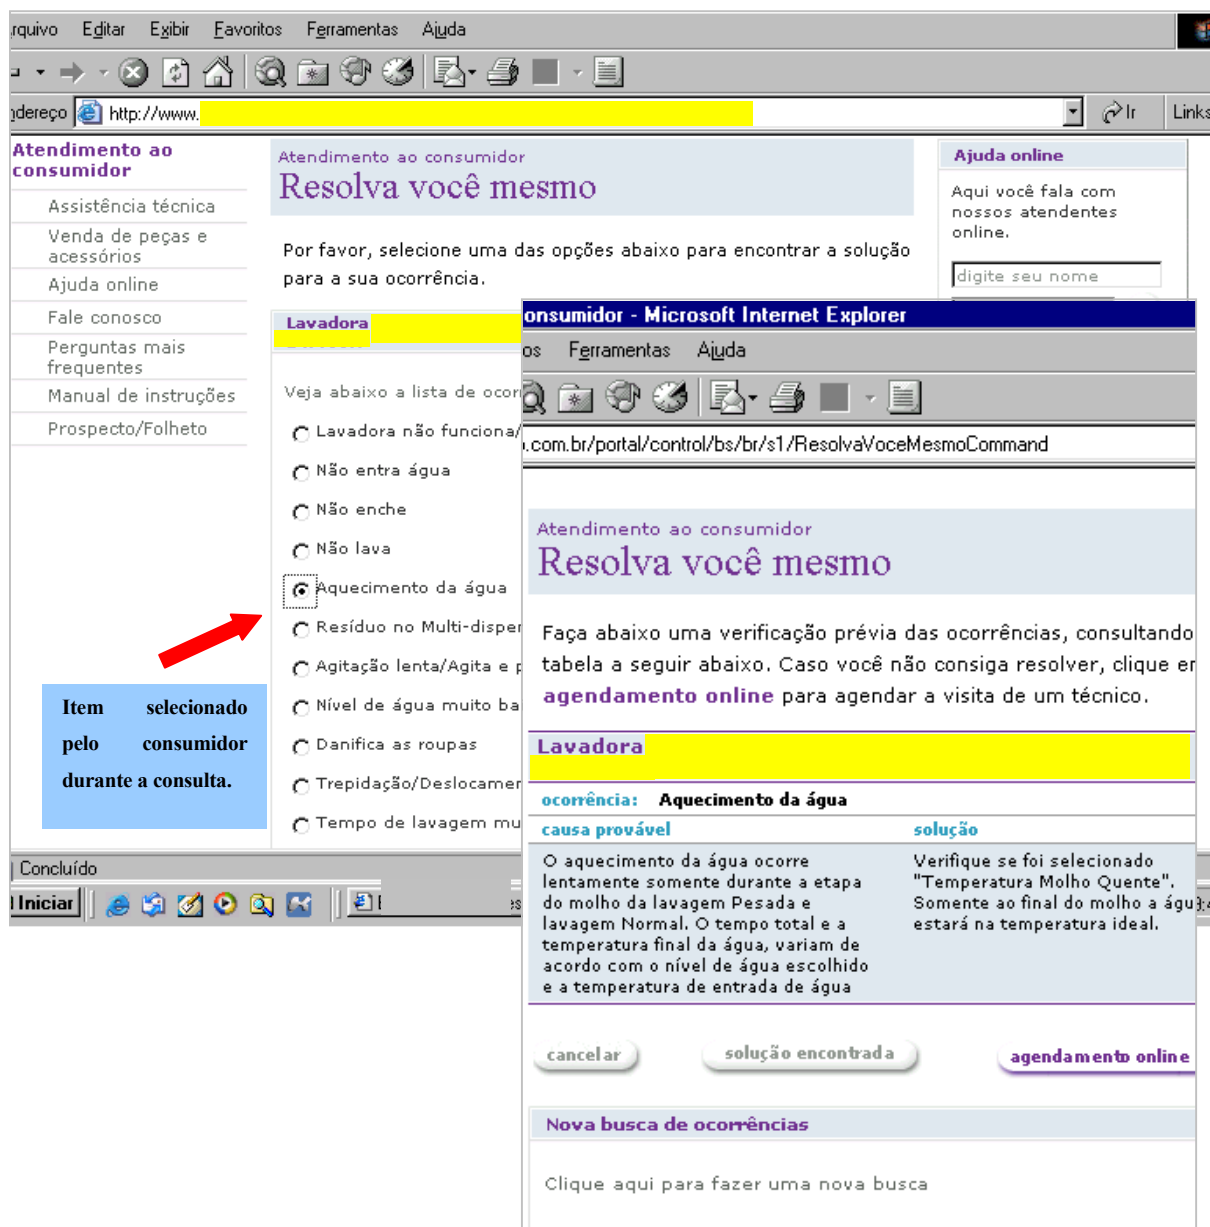 rquivo Editar Exibir Favoritos Ferramentas Ajuda
ndereço http://www. Ir Links
Atendimento ao
consumidor
Assistência técnica
Venda de peças e
acessórios
Ajuda online
Fale conosco
Perguntas mais
frequentes
Manual de instruções
Prospecto/Folheto
Atendimento ao consumidor
Resolva você mesmo
Por favor, selecione uma das opções abaixo para encontrar a solução
para a sua ocorrência.
Lavadora
Veja abaixo a lista de ocorr
Lavadora não funciona/
Não entra água
Não enche
Não lava
Aquecimento da água
Resíduo no Multi-disper
Agitação lenta/Agita e p
Nível de água muito ba
Danifica as roupas
Trepidação/Deslocamer
Tempo de lavagem mu
Ajuda online
Aqui você fala com
nossos atendentes
online.
digite seu nome
Item selecionado
pelo consumidor
durante a consulta.
Concluído
Iniciar
onsumidor - Microsoft Internet Explorer
os Ferramentas Ajuda
.com.br/portal/control/bs/br/s1/ResolvaVoceMesmoCommand
Atendimento ao consumidor
Resolva você mesmo
Faça abaixo uma verificação prévia das ocorrências, consultando
tabela a seguir abaixo. Caso você não consiga resolver, clique er
agendamento online para agendar a visita de um técnico.
Lavadora
ocorrência: Aquecimento da água
causa provável
O aquecimento da água ocorre
lentamente somente durante a etapa
do molho da lavagem Pesada e
lavagem Normal. O tempo total e a
temperatura final da água, variam de
acordo com o nível de água escolhido
e a temperatura de entrada de água
solução
Verifique se foi selecionado
"Temperatura Molho Quente".
Somente ao final do molho a águ
estará na temperatura ideal.
cancelar solução encontrada agendamento online
Nova busca de ocorrências
Clique aqui para fazer uma nova busca